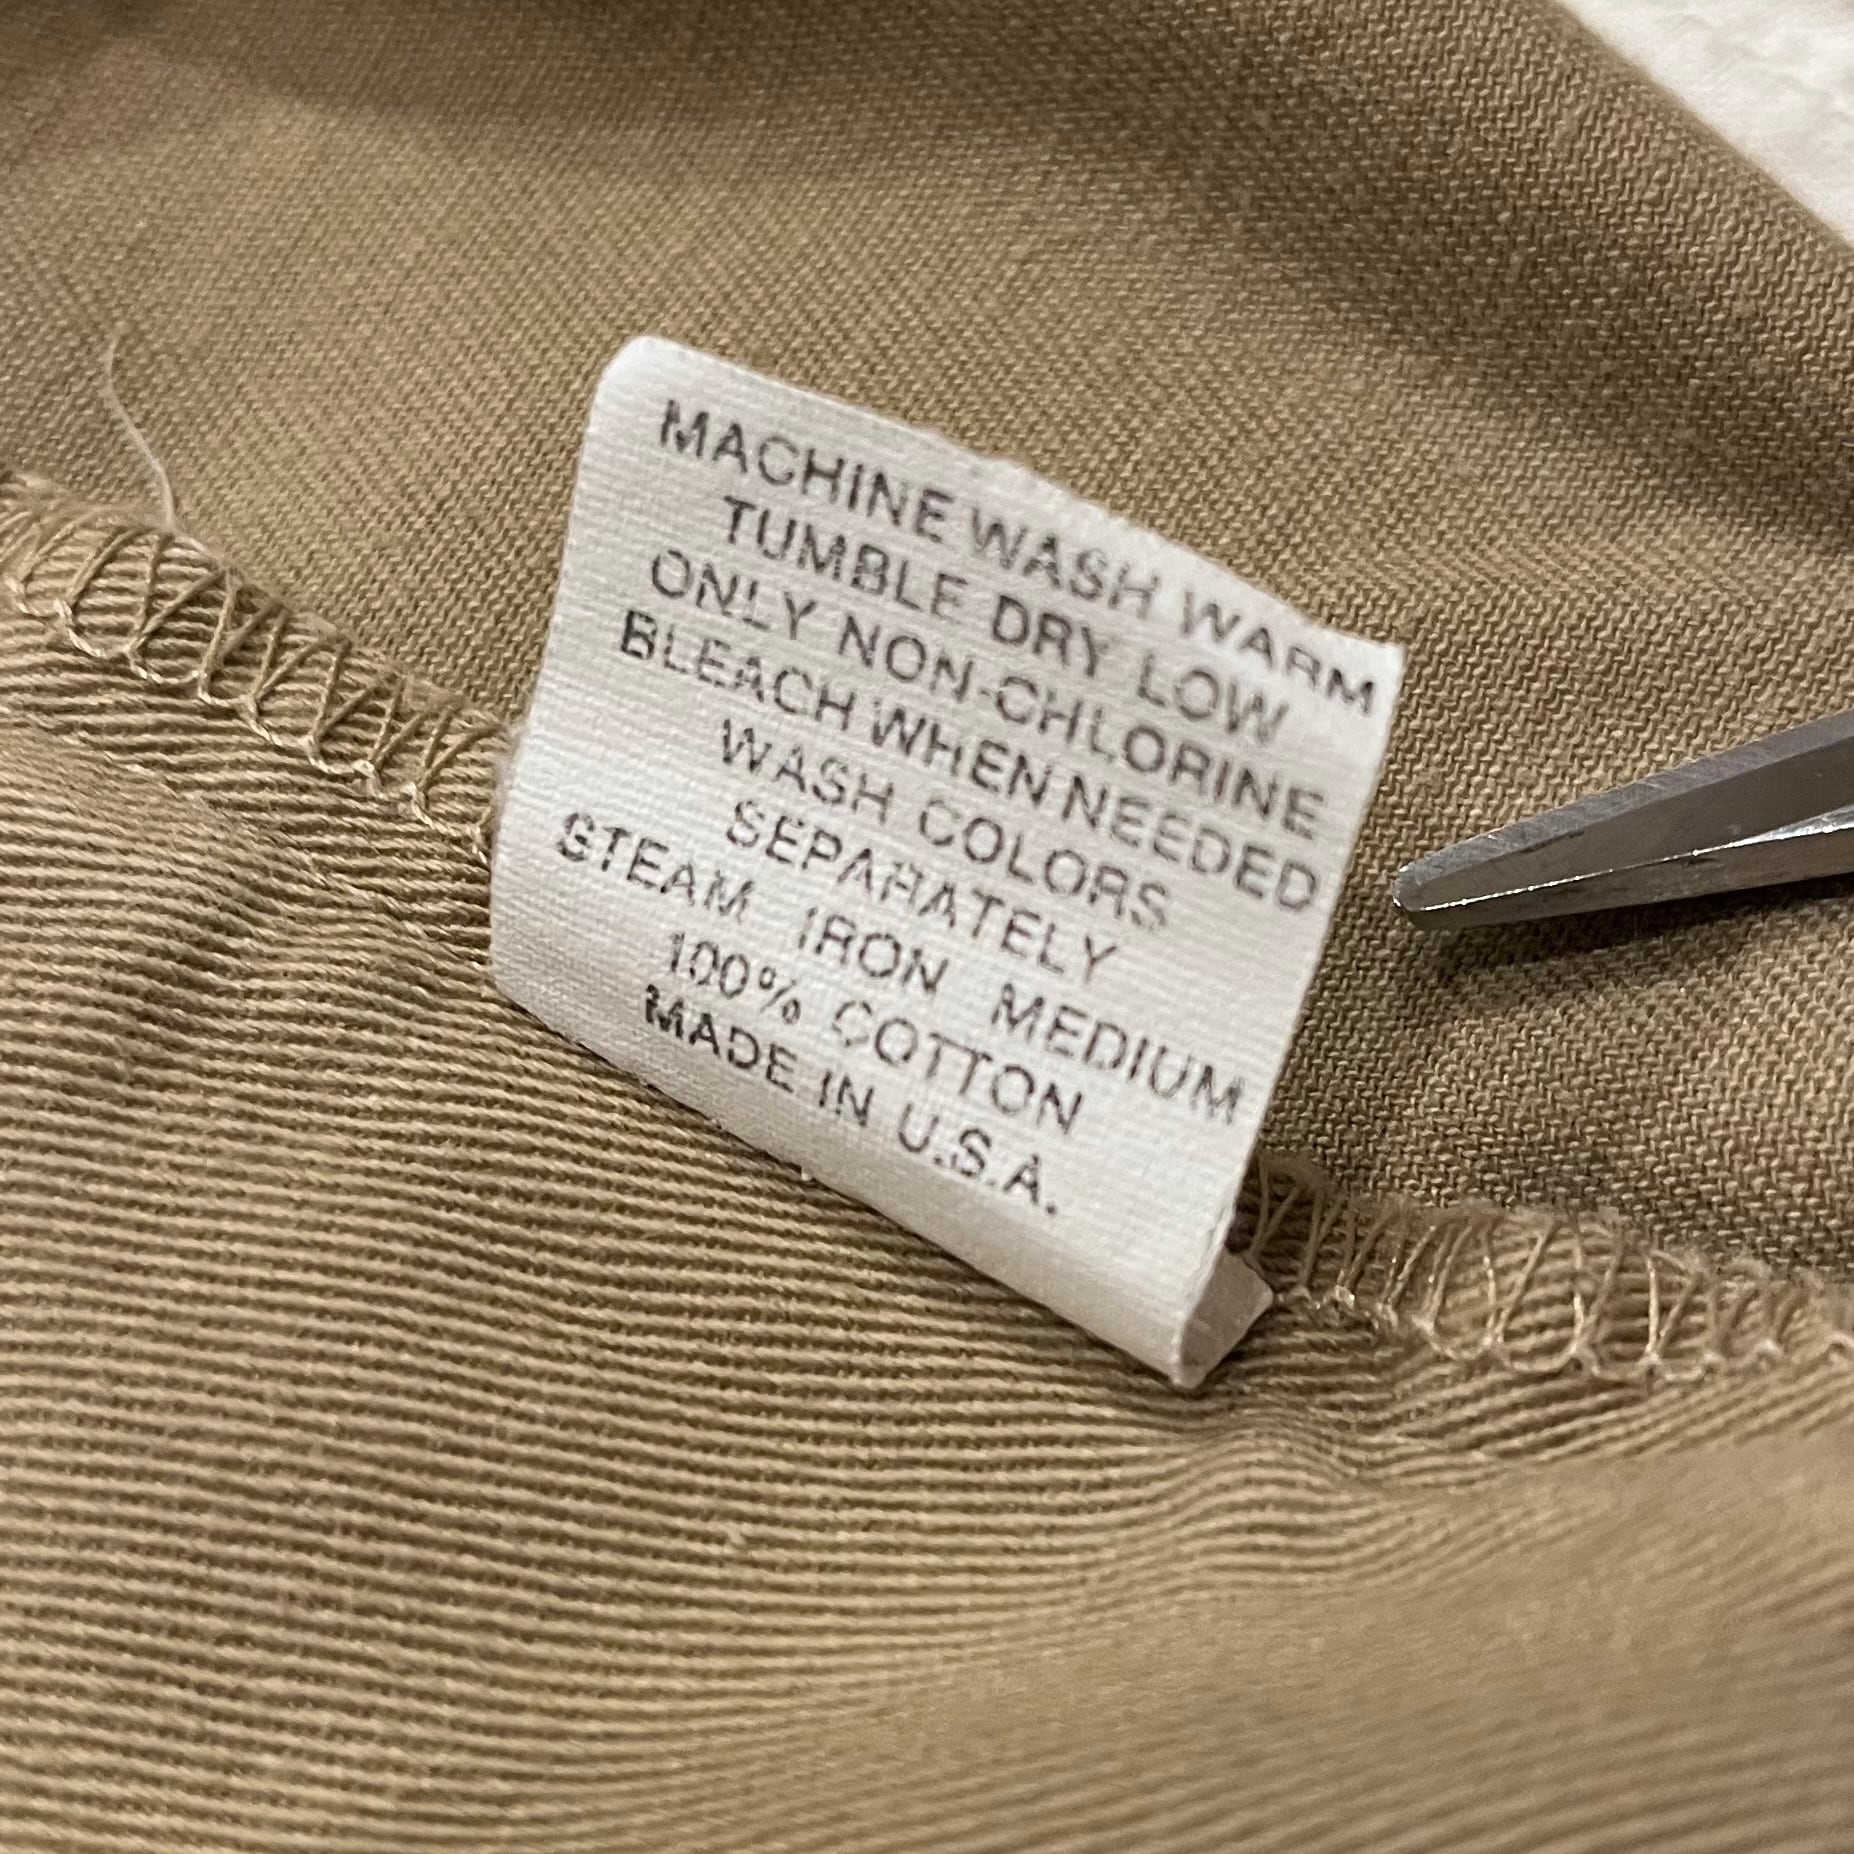 MACHINE WASH WARM
TUMBLE DRY LOW
ONLY NON-CHLORINE
BLEACH WHEN NEEDED
WASH COLORS
SEPARATELY
STEAM IRON MEDIUM
100% COTTON
MADE IN U.S.A.